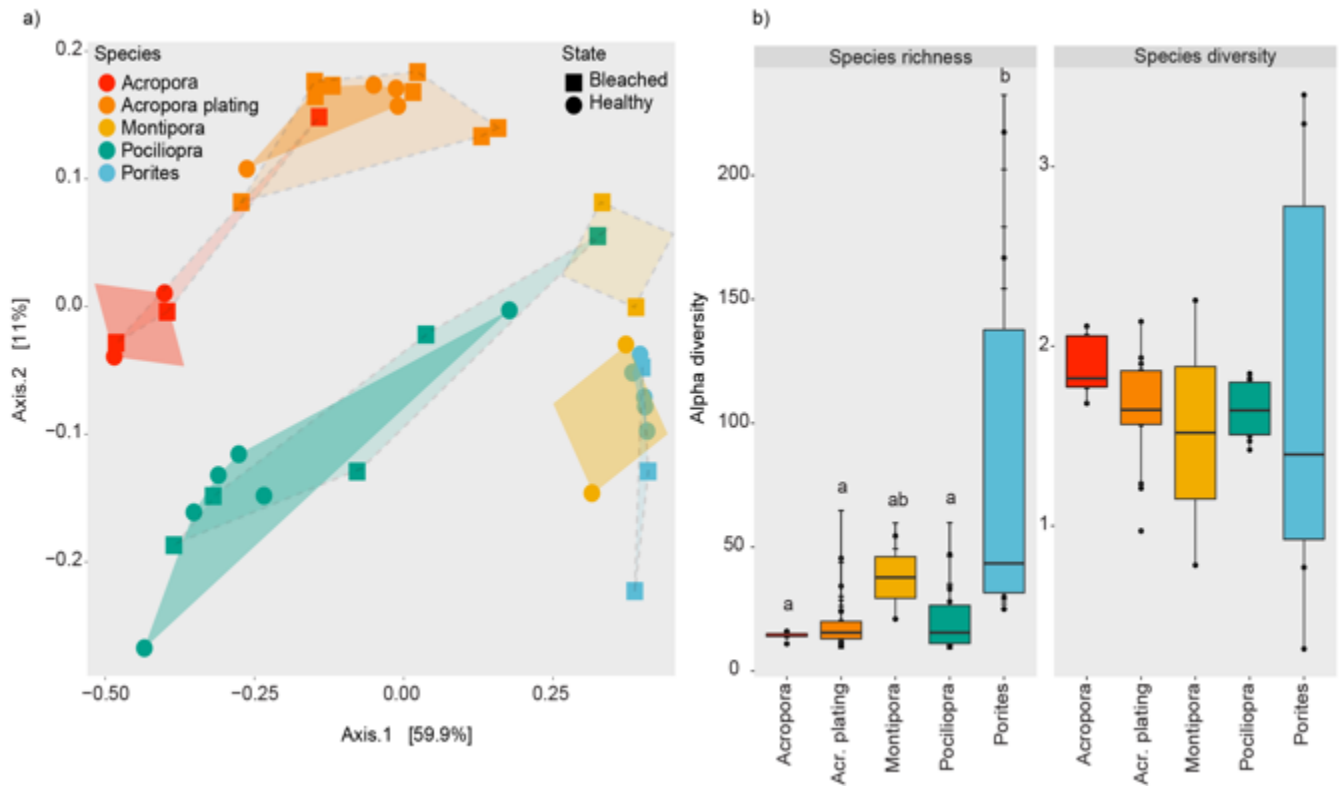 a)
Species
Acropora
Acropora plating
Montipora
Pociliopra
Porites
State
Bleached
Healthy
0.2
0.1
0.0
−0.1
−0.2
Axis.2 [11%]
−0.50
−0.25
0.00
0.25
Axis.1 [59.9%]
b)
Species richness
Species diversity
Alpha diversity
200
150
100
50
0
a
a
ab
a
b
3
2
1
Acropora
Acr. plating
Montipora
Pociliopra
Porites
Acropora
Acr. plating
Montipora
Pociliopra
Porites